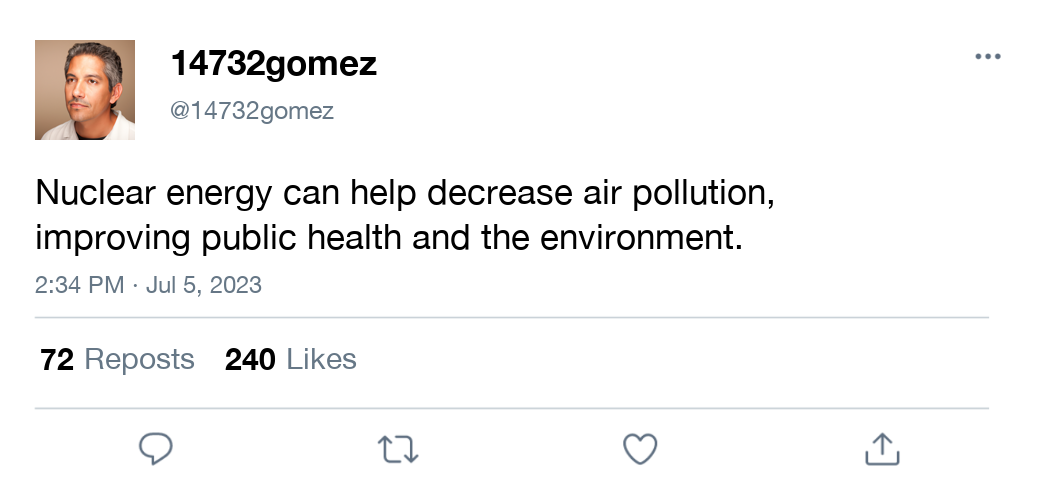 14732gomez
@14732gomez
Nuclear energy can help decrease air pollution,
improving public health and the environment.
2:34 PM · Jul 5, 2023
72 Reposts 240 Likes